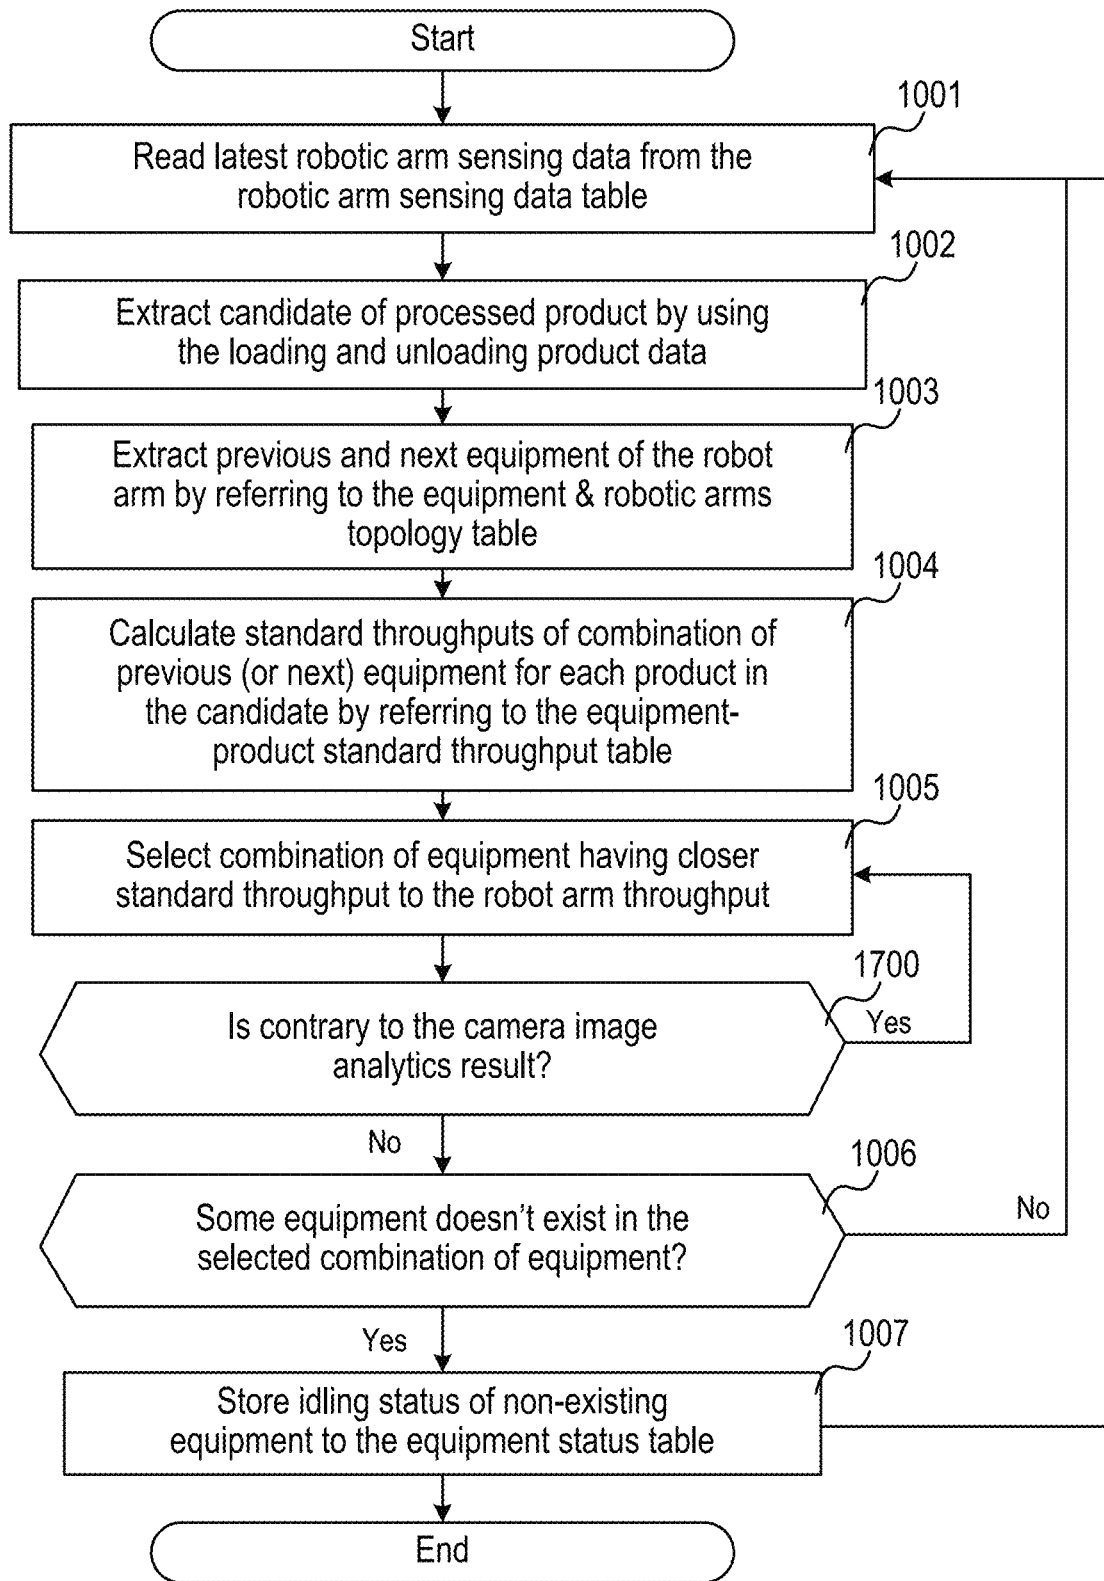 Start
1001
Read latest robotic arm sensing data from the
robotic arm sensing data table
1002
Extract candidate of processed product by using
the loading and unloading product data
1003
Extract previous and next equipment of the robot
arm by referring to the equipment & robotic arms
topology table
1004
Calculate standard throughputs of combination of
previous (or next) equipment for each product in
the candidate by referring to the equipment-
product standard throughput table
1005
Select combination of equipment having closer
standard throughput to the robot arm throughput
1700
Is contrary to the camera image
analytics result?
Yes
No
1006
Some equipment doesn't exist in the
selected combination of equipment?
No
Yes
1007
Store idling status of non-existing
equipment to the equipment status table
End